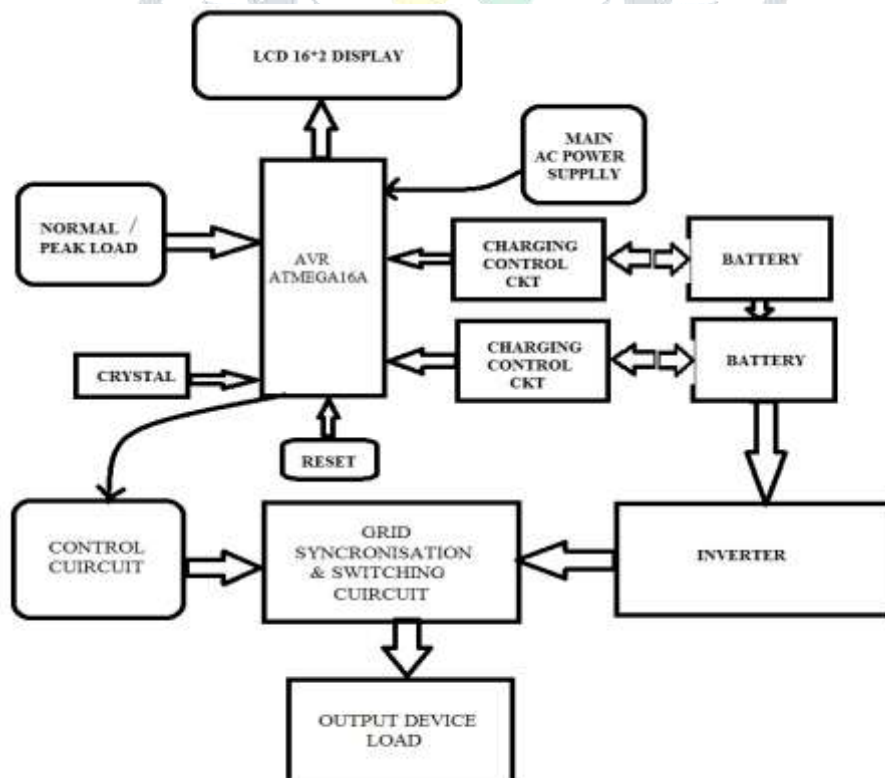 LCD 16*2 DISPLAY
MAIN
AC POWER
SUPPLLY
NORMAL /
PEAK LOAD
AVR
ATMEGA16A
CHARGING
CONTROL
CKT
BATTERY
CHARGING
CONTROL
CKT
BATTERY
CRYSTAL
RESET
CONTROL
CUIRCUIT
GRID
SYNCRONISATION
& SWITCHING
CUIRCUIT
INVERTER
OUTPUT DEVICE
LOAD